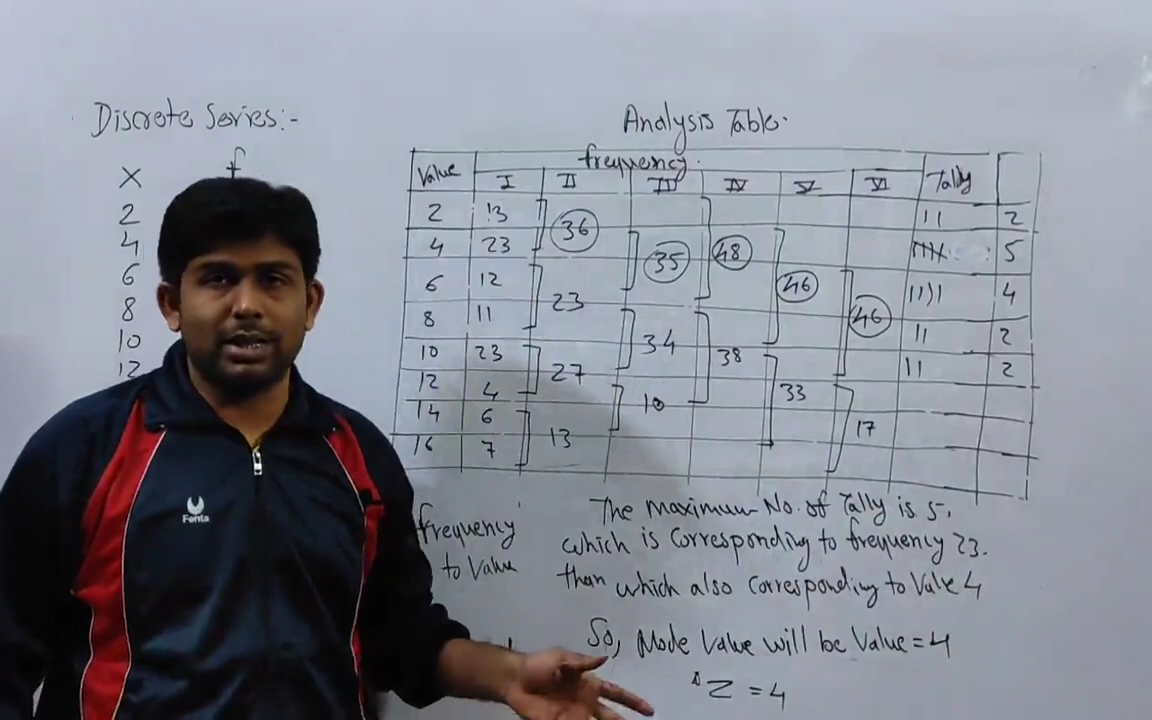 Discrete Series:-
X f
2
4
6
8
10
12
Analysis Table.
Value frequency. Tally
I II III IV V VI
2 13 36 48 11 2
4 23 35 46 5
6 12 23 46 4
8 11 34 11 2
10 23 27 38 11 2
12 4 10 33
14 6 13 17
16 7
frequency
to Value
The maximum No. of Tally is 5,
which is corresponding to frequency 23.
than which also corresponding to Value 4
So, Mode Value will be Value = 4
Z = 4
Fenta